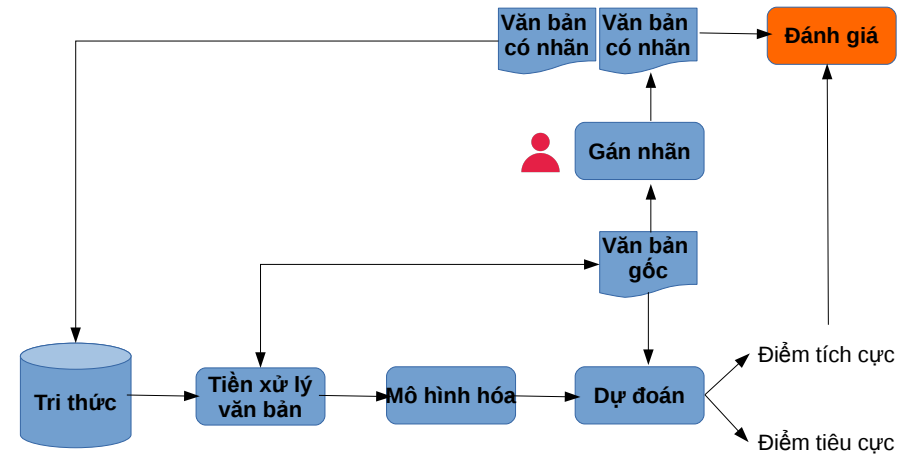 Văn bản
có nhãn
Văn bản
có nhãn
Đánh giá
Gán nhãn
Văn bản
gốc
Tri thức
Tiền xử lý
văn bản
Mô hình hóa
Dự đoán
Điểm tích cực
Điểm tiêu cực